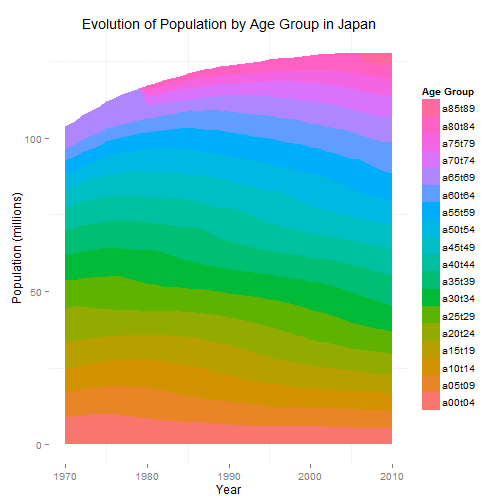 Evolution of Population by Age Group in Japan
Population (millions)
100
50
0
1970
1980
1990
2000
2010
Year
Age Group
a85t89
a80t84
a75t79
a70t74
a65t69
a60t64
a55t59
a50t54
a45t49
a40t44
a35t39
a30t34
a25t29
a20t24
a15t19
a10t14
a05t09
a00t04